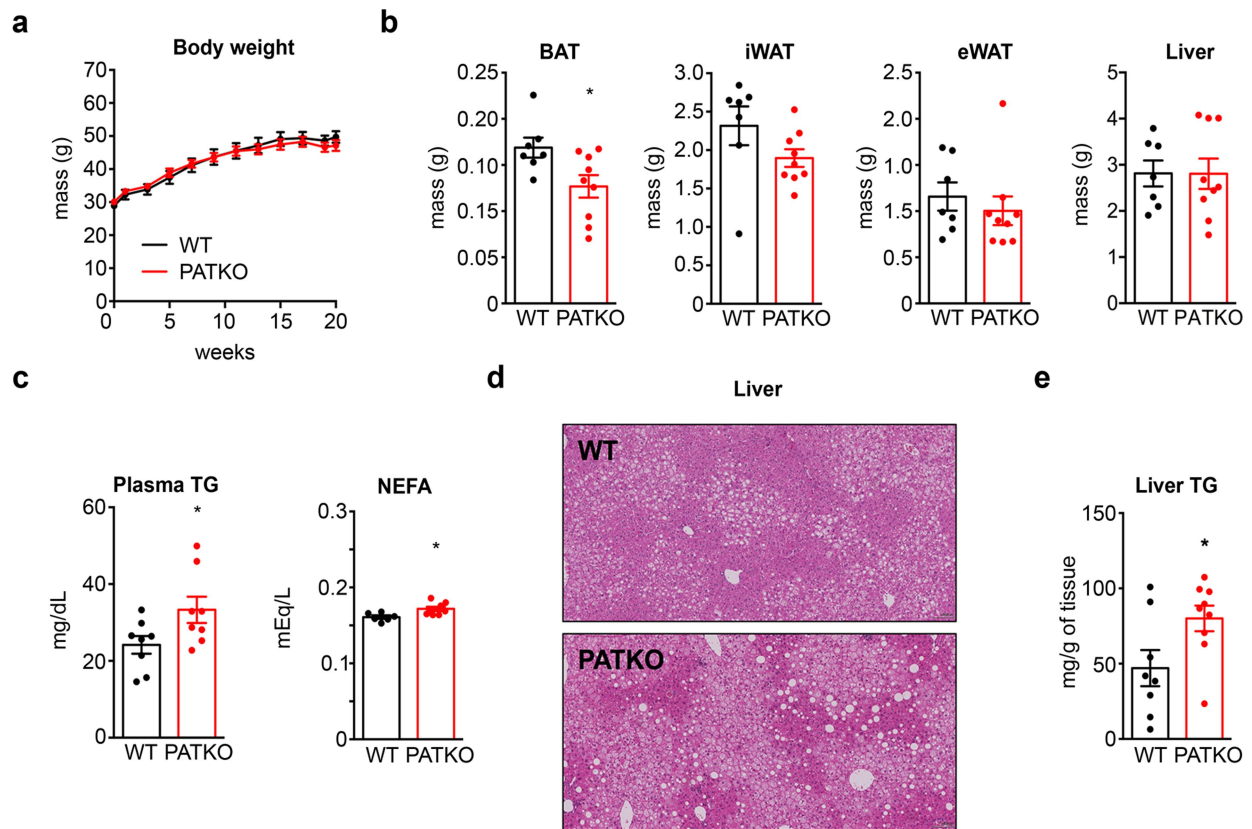 a
Body weight
70
60
50
40
30
20
10
0
mass (g)
WT
PATKO
0 5 10 15 20
weeks
b
BAT
0.25
0.20
0.10
0.15
0.05
0
mass (g)
*
WT PATKO
iWAT
3.0
2.5
2.0
1.5
1.0
0.5
0
mass (g)
WT PATKO
eWAT
2.5
2.0
1.0
1.5
0.5
0
mass (g)
WT PATKO
Liver
5
4
3
2
1
0
mass (g)
WT PATKO
c
Plasma TG
60
40
20
0
mg/dL
*
WT PATKO
NEFA
0.3
0.2
0.1
0
mEq/L
*
WT PATKO
d
Liver
WT
PATKO
e
Liver TG
150
100
50
0
mg/g of tissue
*
WT PATKO